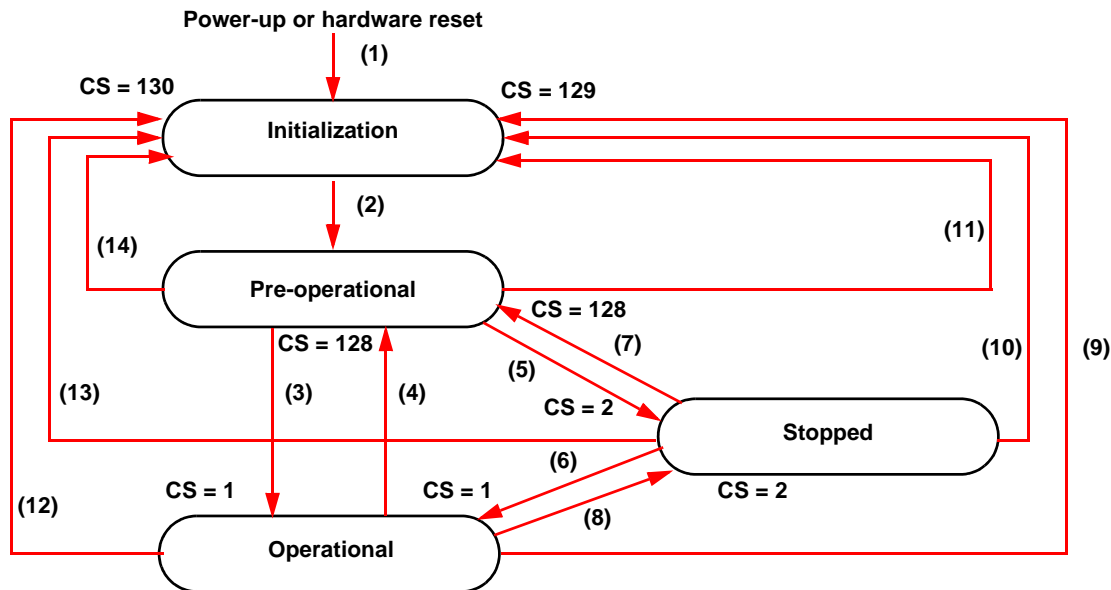 Power-up or hardware reset
(1)
CS = 130
CS = 129
Initialization
(2)
(14)
(11)
Pre-operational
CS = 128
CS = 128
(7)
(10)
(9)
(5)
(13)
(3)
(4)
CS = 2
Stopped
(6)
CS = 1
CS = 1
CS = 2
(12)
(8)
Operational